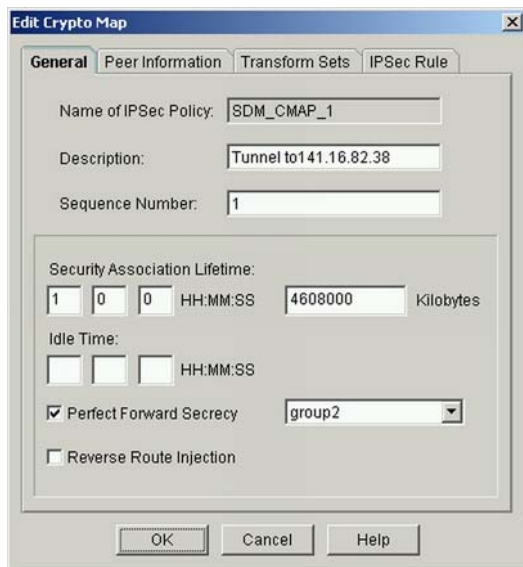 Edit Crypto Map
General Peer Information Transform Sets IPSec Rule
Name of IPSec Policy: SDM_CMAP_1
Description: Tunnel to141.16.82.38
Sequence Number: 1
Security Association Lifetime:
1 0 0 HH:MM:SS 4608000 Kilobytes
Idle Time:
HH:MM:SS
Perfect Forward Secrecy group2
Reverse Route Injection
OK Cancel Help